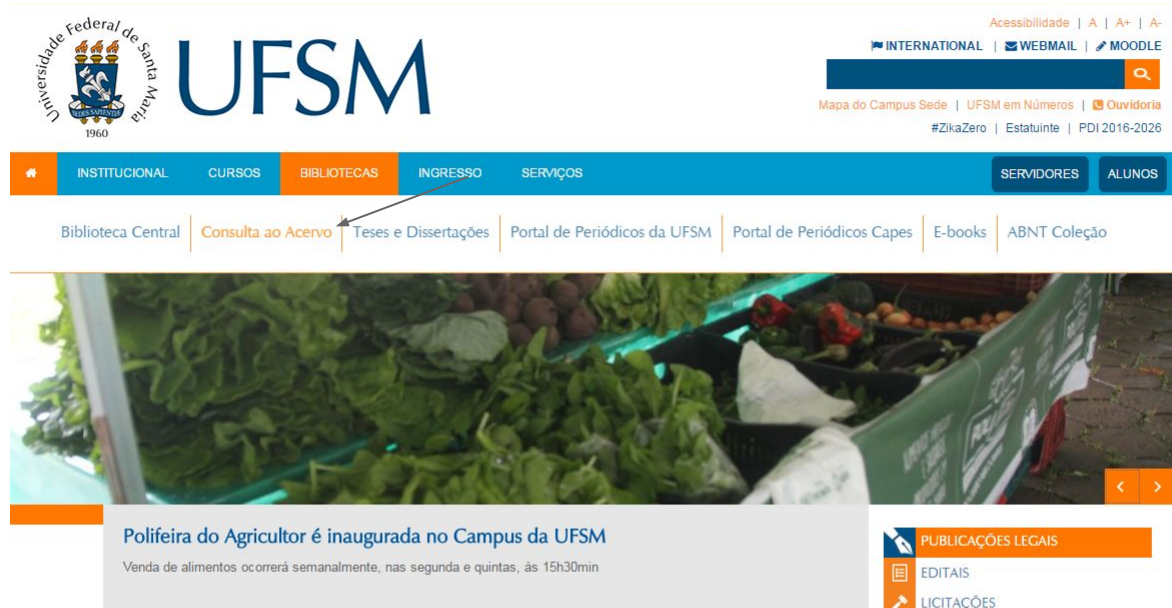 Universidade Federal de Santa Maria
SEDES SAPIENTIAE
1960
UFSM
Acessibilidade | A | A+ | A-
INTERNATIONAL | WEBMAIL | MOODLE
Mapa do Campus Sede | UFSM em Números | Ouvidoria
#ZikaZero | Estatuinte | PDI 2016-2026
INSTITUCIONAL CURSOS BIBLIOTECAS INGRESSO SERVIÇOS SERVIDORES ALUNOS
Biblioteca Central Consulta ao Acervo Teses e Dissertações Portal de Periódicos da UFSM Portal de Periódicos Capes E-books ABNT Coleção
Polifeira do Agricultor é inaugurada no Campus da UFSM
Venda de alimentos ocorrerá semanalmente, nas segunda e quintas, às 15h30min
PUBLICAÇÕES LEGAIS
EDITAIS
LICITAÇÕES